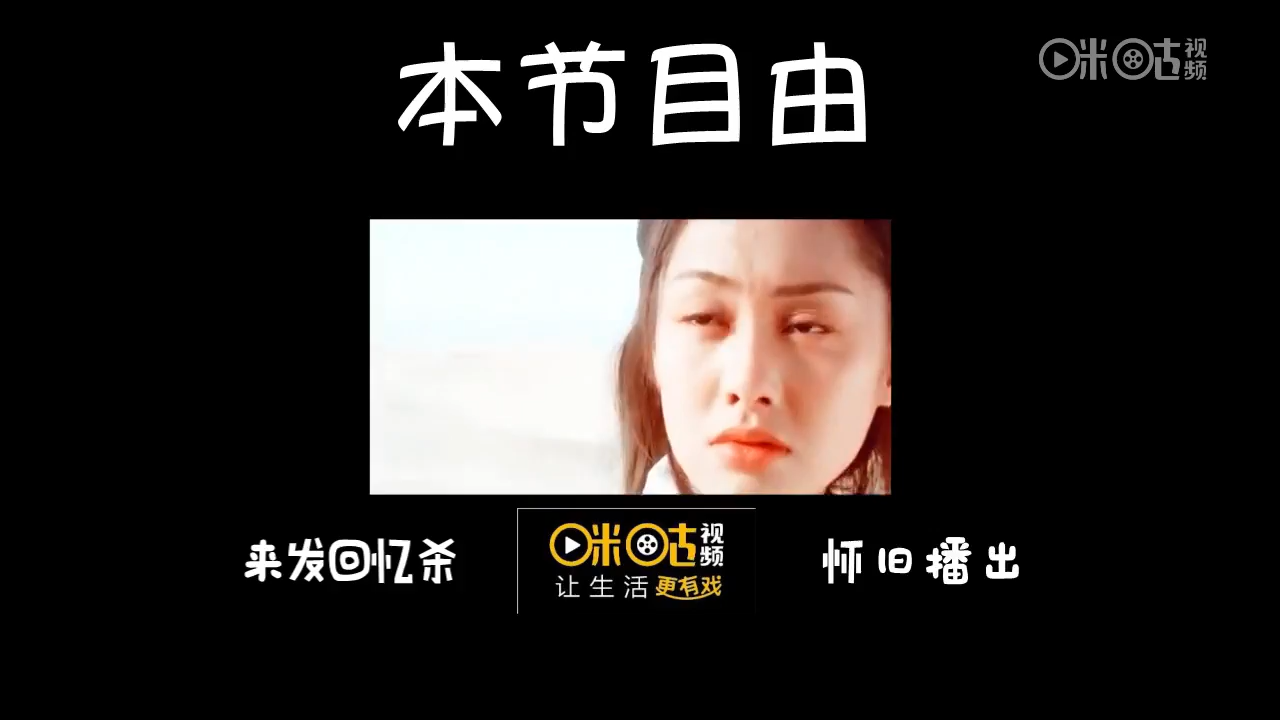 本节目由
咪咕视频
来发回忆杀
咪咕视频
让生活更有戏
怀旧播出